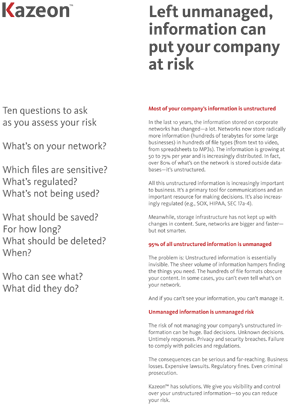 Kazeon™
Left unmanaged,
information can
put your company
at risk
Ten questions to ask
as you assess your risk
What's on your network?
Which files are sensitive?
What's regulated?
What's not being used?
What should be saved?
For how long?
What should be deleted?
When?
Who can see what?
What did they do?
Most of your company's information is unstructured
In the last 10 years, the information stored on corporate
networks has changed—a lot. Networks now store radically
more information (hundreds of terabytes for some large
businesses) in hundreds of file types (from text to video,
from spreadsheets to MP3s). The information is growing at
50 to 75% per year and is increasingly distributed. In fact,
over 80% of what's on the network is stored outside data-
bases—it's unstructured.
All this unstructured information is increasingly important
to business. It's a primary tool for communications and an
important resource for making decisions. It's also increas-
ingly regulated (e.g., SOX, HIPAA, SEC 17a-4).
Meanwhile, storage infrastructure has not kept up with
changes in content. Sure, networks are bigger and faster—
but not smarter.
95% of all unstructured information is unmanaged
The problem is: Unstructured information is essentially
invisible. The sheer volume of information hampers finding
the things you need. The hundreds of file formats obscure
your content. In some cases, you can't even tell what's on
your network.
And if you can't see your information, you can't manage it.
Unmanaged information is unmanaged risk
The risk of not managing your company's unstructured in-
formation can be huge. Bad decisions. Unknown decisions.
Untimely responses. Privacy and security breaches. Failure
to comply with policies and regulations.
The consequences can be serious and far-reaching. Business
losses. Expensive lawsuits. Regulatory fines. Even criminal
prosecution.
Kazeon™ has solutions. We give you visibility and control
over your unstructured information—so you can reduce
your risk.